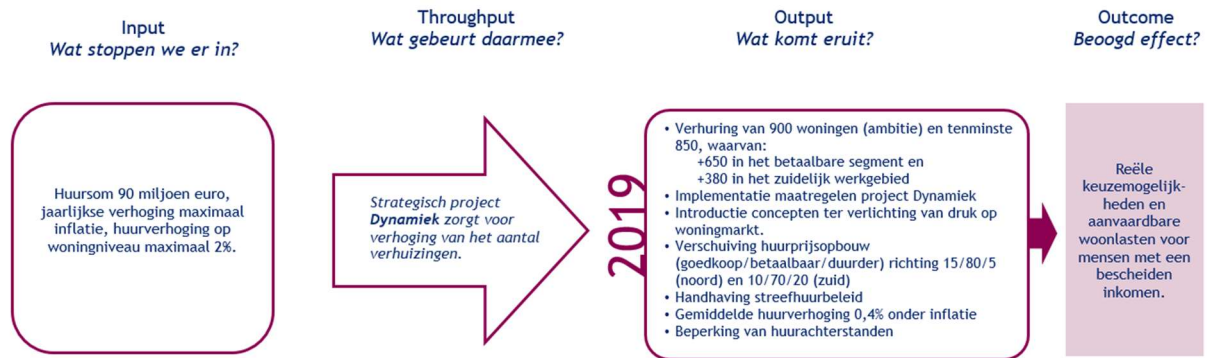 Input
Wat stoppen we er in?
Throughput
Wat gebeurt daarmee?
Output
Wat komt eruit?
Outcome
Beoogd effect?
Huursom 90 miljoen euro,
jaarlijkse verhoging maximaal
inflatie, huurverhoging op
woningniveau maximaal 2%.
Strategisch project
Dynamiek zorgt voor
verhoging van het aantal
verhuizingen.
2019
• Verhuring van 900 woningen (ambitie) en tenminste
850, waarvan:
+650 in het betaalbare segment en
+380 in het zuidelijk werkgebied
• Implementatie maatregelen project Dynamiek
• Introductie concepten ter verlichting van druk op
woningmarkt.
• Verschuiving huurprijsopbouw
(goedkoop/betaalbaar/duurder) richting 15/80/5
(noord) en 10/70/20 (zuid)
• Handhaving streefhuurbeleid
• Gemiddelde huurverhoging 0,4% onder inflatie
• Beperking van huurachterstanden
Reële
keuzemogelijk-
heden en
aanvaardbare
woonlasten voor
mensen met een
bescheiden
inkomen.